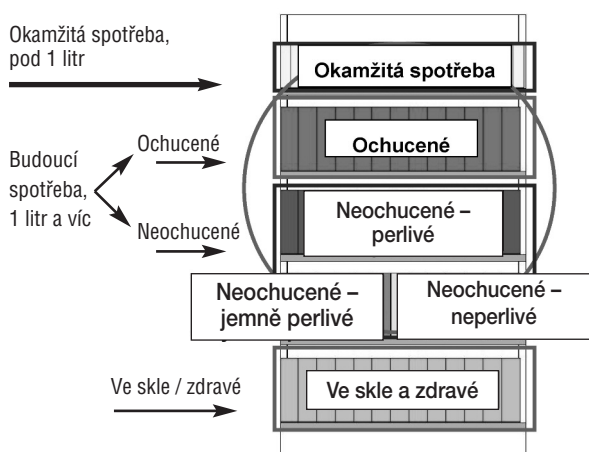 Okamžitá spotřeba,
pod 1 litr
Okamžitá spotřeba
Ochucené
Ochucené
Budoucí
spotřeba,
1 litr a víc
Neochucené
Neochucené –
perlivé
Neochucené –
jemně perlivé
Neochucené –
neperlivé
Ve skle / zdravé
Ve skle a zdravé